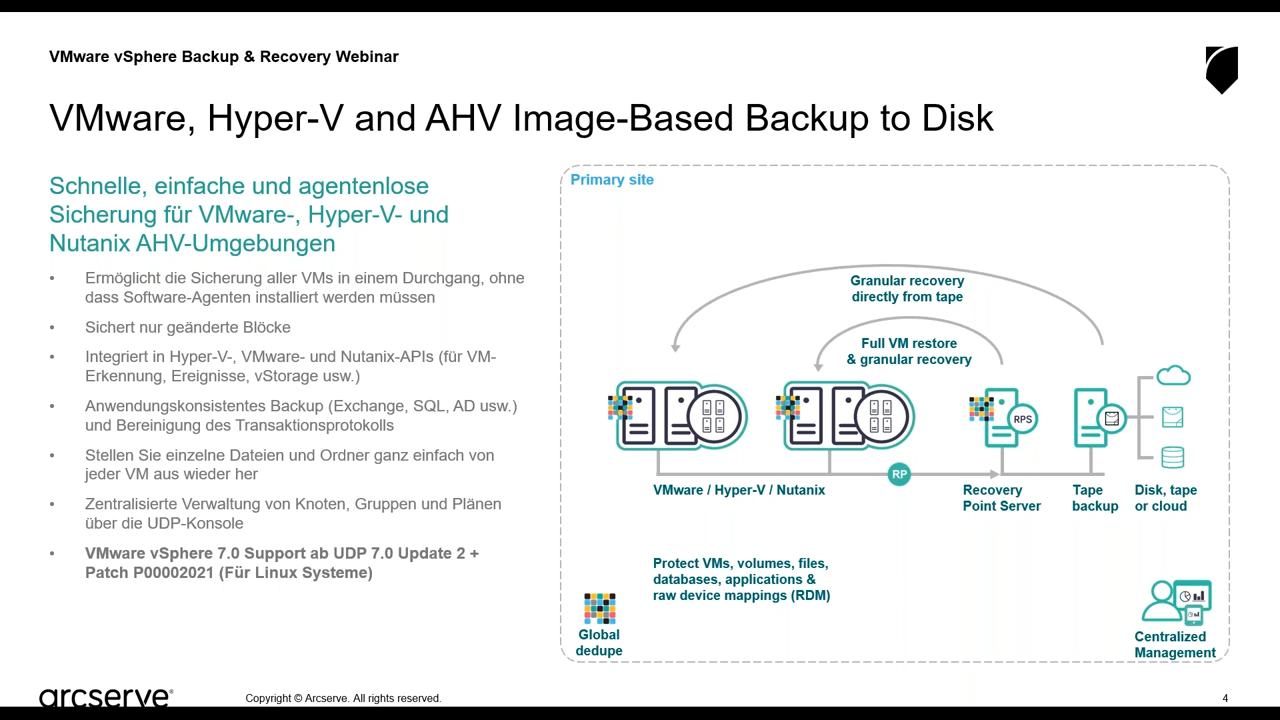 VMware vSphere Backup & Recovery Webinar
VMware, Hyper-V and AHV Image-Based Backup to Disk
Schnelle, einfache und agentenlose
Sicherung für VMware-, Hyper-V- und
Nutanix AHV-Umgebungen
• Ermöglicht die Sicherung aller VMs in einem Durchgang, ohne
dass Software-Agenten installiert werden müssen
• Sichert nur geänderte Blöcke
• Integriert in Hyper-V-, VMware- und Nutanix-APIs (für VM-
Erkennung, Ereignisse, vStorage usw.)
• Anwendungskonsistentes Backup (Exchange, SQL, AD usw.)
und Bereinigung des Transaktionsprotokolls
• Stellen Sie einzelne Dateien und Ordner ganz einfach von
jeder VM aus wieder her
• Zentralisierte Verwaltung von Knoten, Gruppen und Plänen
über die UDP-Konsole
• VMware vSphere 7.0 Support ab UDP 7.0 Update 2 +
Patch P00002021 (Für Linux Systeme)
Primary site
Granular recovery
directly from tape
Full VM restore
& granular recovery
RPS
RP
VMware / Hyper-V / Nutanix
Recovery
Point Server
Tape
backup
Disk, tape
or cloud
Protect VMs, volumes, files,
databases, applications &
raw device mappings (RDM)
Global
dedupe
Centralized
Management
arcserve®
Copyright © Arcserve. All rights reserved.
4